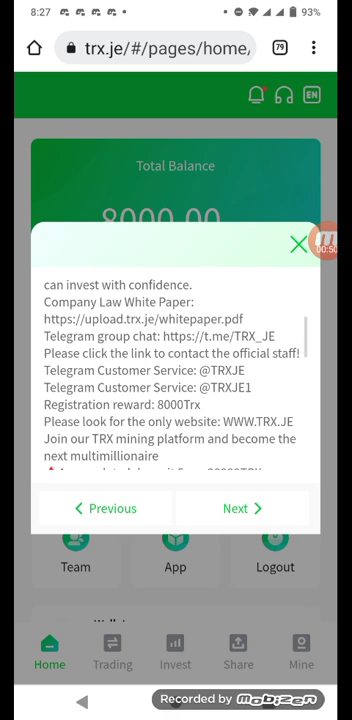 8:27
93%
trx.je/#/pages/home/
79
EN
Total Balance
8000.00
00:50
can invest with confidence.
Company Law White Paper:
https://upload.trx.je/whitepaper.pdf
Telegram group chat: https://t.me/TRX_JE
Please click the link to contact the official staff!
Telegram Customer Service: @TRXJE
Telegram Customer Service: @TRXJE1
Registration reward: 8000Trx
Please look for the only website: WWW.TRX.JE
Join our TRX mining platform and become the
next multimillionaire
Previous
Next
Team
App
Logout
Home
Trading
Invest
Share
Mine
Recorded by MOBIZEN